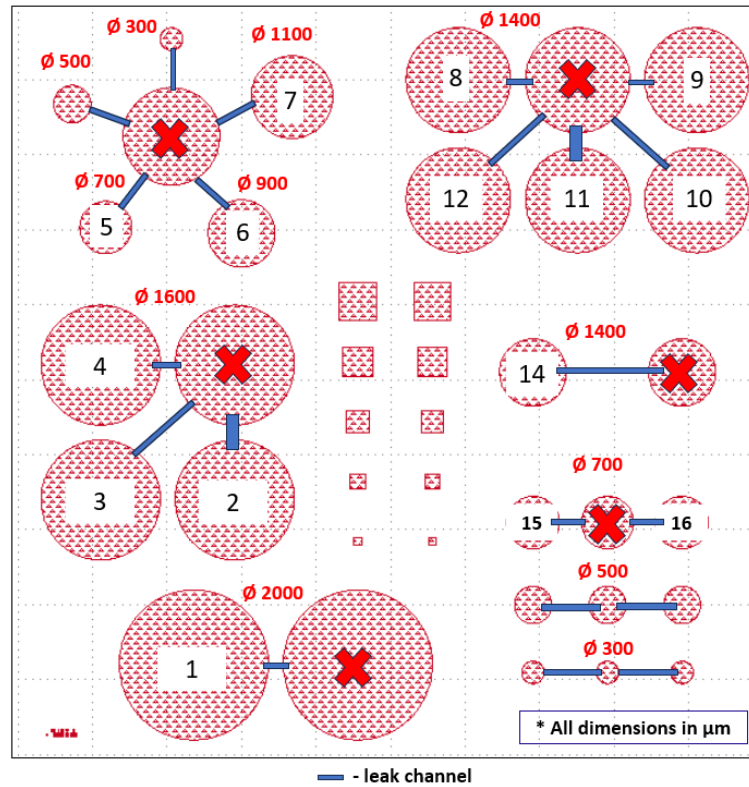 Ø 300
Ø 1100
Ø 500
7
Ø 700
5
Ø 900
6
Ø 1400
8
9
12
11
10
Ø 1600
4
3
2
Ø 1400
14
Ø 700
15
16
Ø 500
Ø 300
Ø 2000
1
* All dimensions in µm
- leak channel